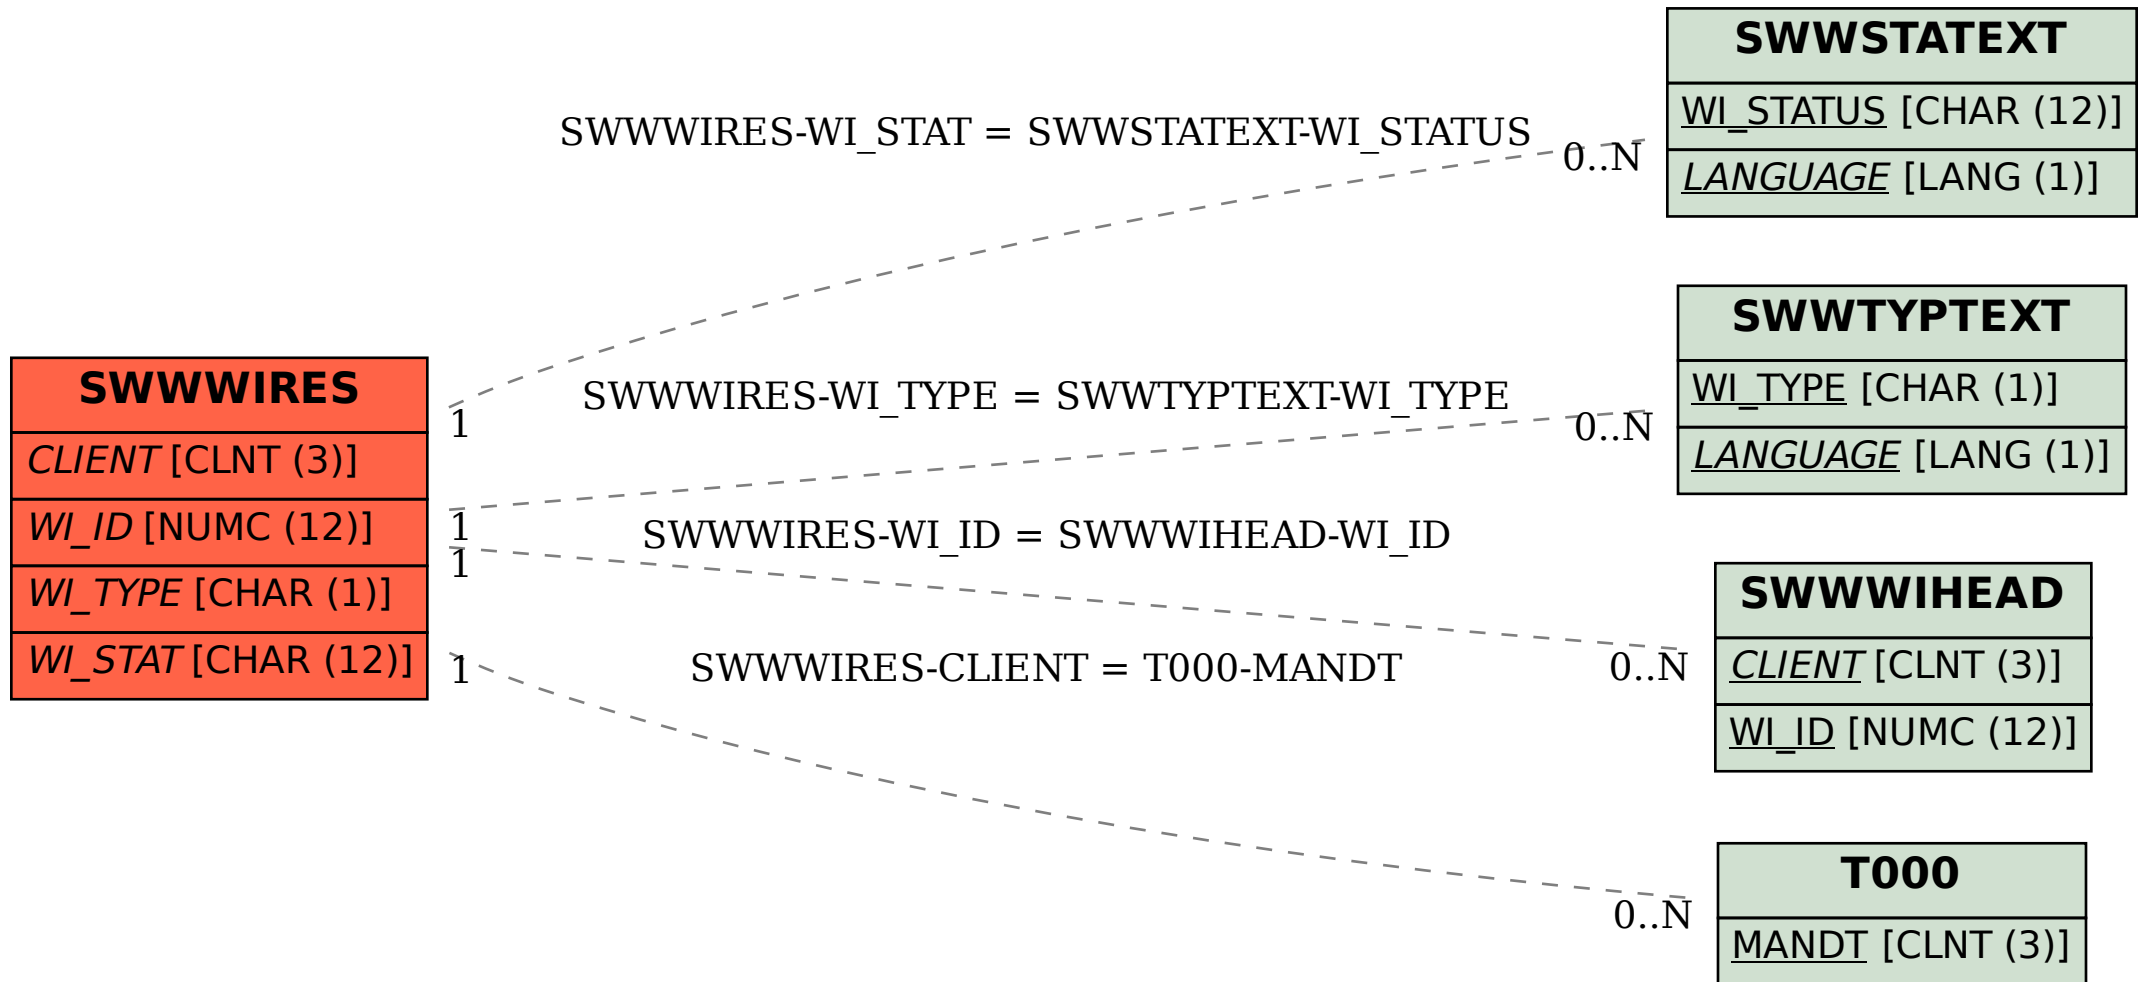 SWWWIRES
CLIENT [CLNT (3)]
WI_ID [NUMC (12)]
WI_TYPE [CHAR (1)]
WI_STAT [CHAR (12)]
SWWWIRES-WI_STAT = SWWSTATEXT-WI_STATUS
1
0..N
SWWSTATEXT
WI_STATUS [CHAR (12)]
LANGUAGE [LANG (1)]
SWWWIRES-WI_TYPE = SWWTYPTEXT-WI_TYPE
1
0..N
SWWTYPTEXT
WI_TYPE [CHAR (1)]
LANGUAGE [LANG (1)]
SWWWIRES-WI_ID = SWWWIHEAD-WI_ID
1
0..N
SWWWIHEAD
CLIENT [CLNT (3)]
WI_ID [NUMC (12)]
SWWWIRES-CLIENT = T000-MANDT
1
0..N
T000
MANDT [CLNT (3)]